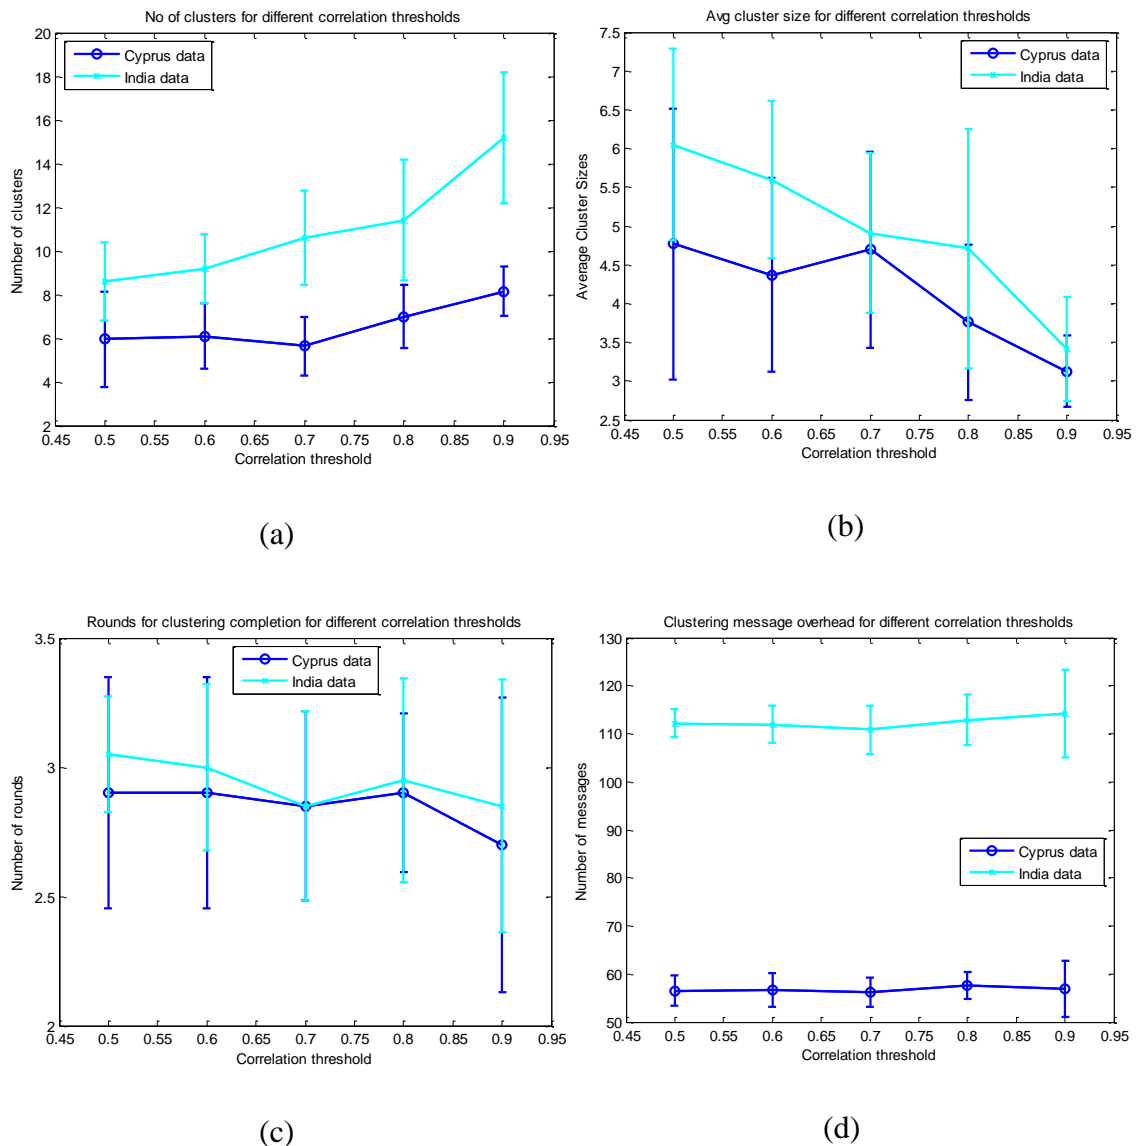 No of clusters for different correlation thresholds
20
18
16
14
12
10
8
6
4
2
Number of clusters
Cyprus data
India data
0.45 0.5 0.55 0.6 0.65 0.7 0.75 0.8 0.85 0.9 0.95
Correlation threshold
(a)
Avg cluster size for different correlation thresholds
7.5
7
6.5
6
5.5
5
4.5
4
3.5
3
2.5
Average Cluster Sizes
Cyprus data
India data
0.45 0.5 0.55 0.6 0.65 0.7 0.75 0.8 0.85 0.9 0.95
Correlation threshold
(b)
Rounds for clustering completion for different correlation thresholds
3.5
3
2.5
2
Number of rounds
Cyprus data
India data
0.45 0.5 0.55 0.6 0.65 0.7 0.75 0.8 0.85 0.9 0.95
Correlation threshold
(c)
Clustering message overhead for different correlation thresholds
130
120
110
100
90
80
70
60
50
Number of messages
Cyprus data
India data
0.45 0.5 0.55 0.6 0.65 0.7 0.75 0.8 0.85 0.9 0.95
Correlation threshold
(d)